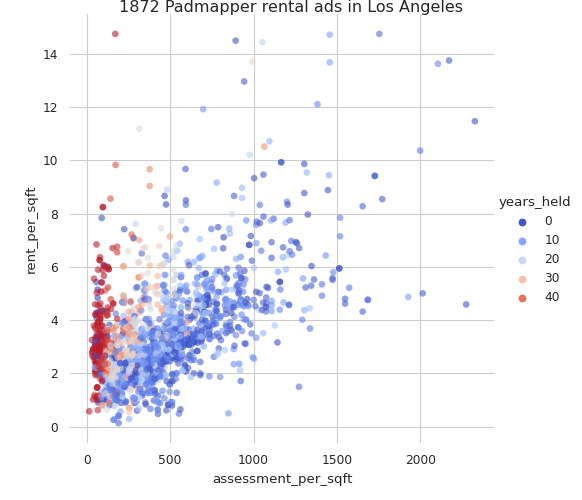 1872 Padmapper rental ads in Los Angeles
14
12
10
8
6
4
2
0
rent_per_sqft
0 500 1000 1500 2000
assessment_per_sqft
years_held
0
10
20
30
40